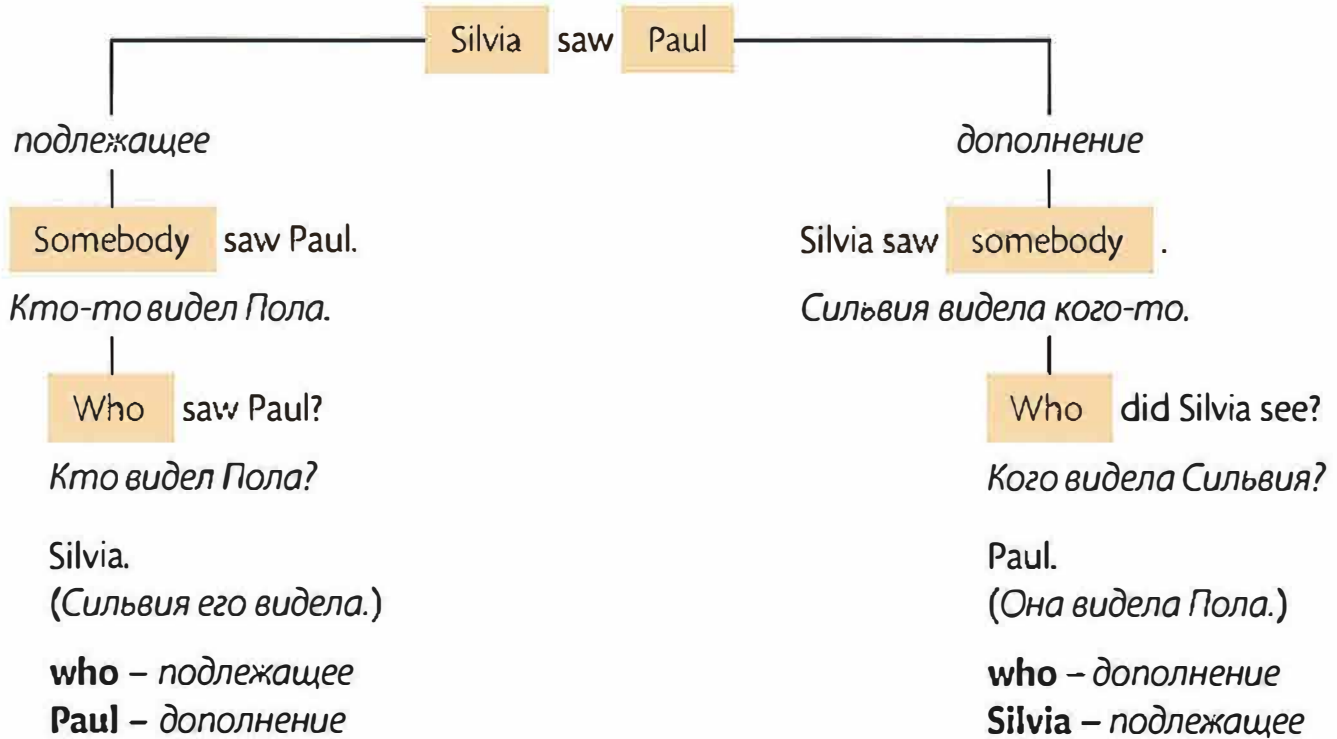 Silvia saw Paul
подлежащее
Somebody saw Paul.
Кто-то видел Пола.
Who saw Paul?
Кто видел Пола?
Silvia.
(Сильвия его видела.)
who – подлежащее
Paul – дополнение
дополнение
Silvia saw somebody .
Сильвия видела кого-то.
Who did Silvia see?
Кого видела Сильвия?
Paul.
(Она видела Пола.)
who – дополнение
Silvia – подлежащее